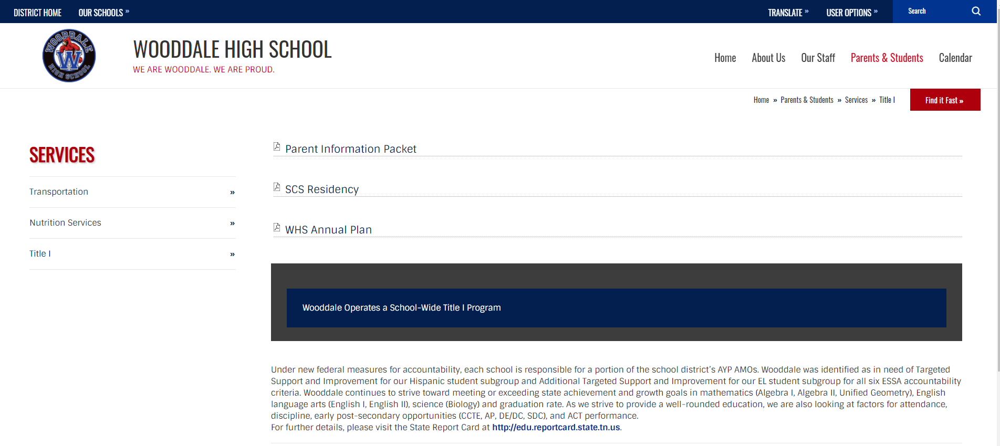 DISTRICT HOME OUR SCHOOLS » TRANSLATE » USER OPTIONS » Search
WOODDALE
W
HIGH SCHOOL
WOODDALE HIGH SCHOOL
WE ARE WOODDALE. WE ARE PROUD.
Home About Us Our Staff Parents & Students Calendar
Home » Parents & Students » Services » Title I
Find it Fast »
SERVICES
Transportation »
Nutrition Services »
Title I »
Parent Information Packet
SCS Residency
WHS Annual Plan
Wooddale Operates a School-Wide Title I Program
Under new federal measures for accountability, each school is responsible for a portion of the school district’s AYP AMOs. Wooddale was identified as in need of Targeted
Support and Improvement for our Hispanic student subgroup and Additional Targeted Support and Improvement for our EL student subgroup for all six ESSA accountability
criteria. Wooddale continues to strive toward meeting or exceeding state achievement and growth goals in mathematics (Algebra I, Algebra II, Unified Geometry), English
language arts (English I, English II), science (Biology) and graduation rate. As we strive to provide a well-rounded education, we are also looking at factors for attendance,
discipline, early post-secondary opportunities (CCTE, AP, DE/DC, SDC), and ACT performance.
For further details, please visit the State Report Card at http://edu.reportcard.state.tn.us.